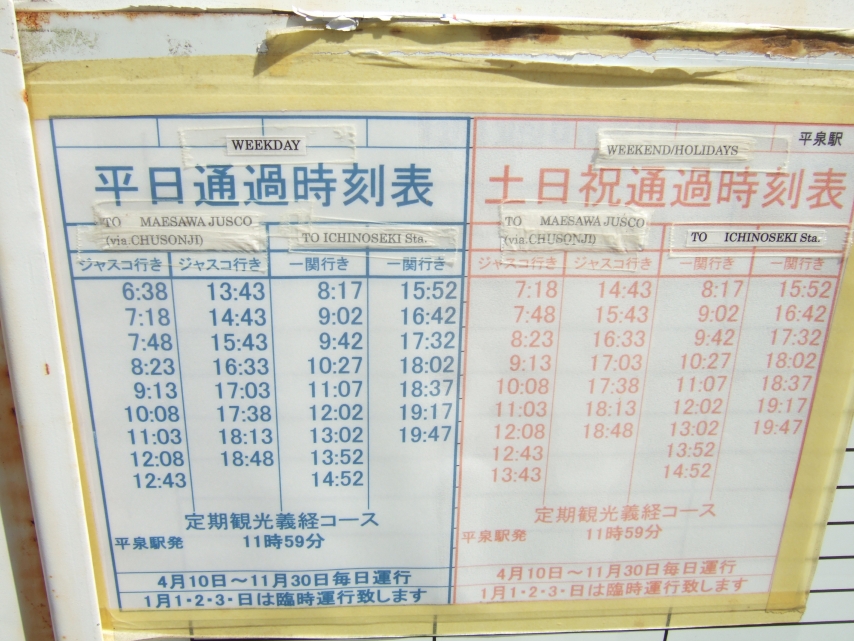 WEEKDAY
平日通過時刻表
TO MAESAWA JUSCO
(via.CHUSONJI)
TO ICHINOSEKI Sta.
ジャスコ行き ジャスコ行き 一関行き 一関行き
6:38 13:43 8:17 15:52
7:18 14:43 9:02 16:42
7:48 15:43 9:42 17:32
8:23 16:33 10:27 18:02
9:13 17:03 11:07 18:37
10:08 17:38 12:02 19:17
11:03 18:13 13:02 19:47
12:08 18:48 13:52
12:43 14:52
定期観光義経コース
平泉駅発 11時59分
4月10日～11月30日毎日運行
1月1・2・3・日は臨時運行致します
WEEKEND/HOLIDAYS
平泉駅
土日祝通過時刻表
TO MAESAWA JUSCO
(via.CHUSONJI)
TO ICHINOSEKI Sta.
ジャスコ行き ジャスコ行き 一関行き 一関行き
7:18 14:43 8:17 15:52
7:48 15:43 9:02 16:42
8:23 16:33 9:42 17:32
9:13 17:03 10:27 18:02
10:08 17:38 11:07 18:37
11:03 18:13 12:02 19:17
12:08 18:48 13:02 19:47
12:43 13:52
13:43 14:52
定期観光義経コース
平泉駅発 11時59分
4月10日～11月30日毎日運行
1月1・2・3・日は臨時運行致します